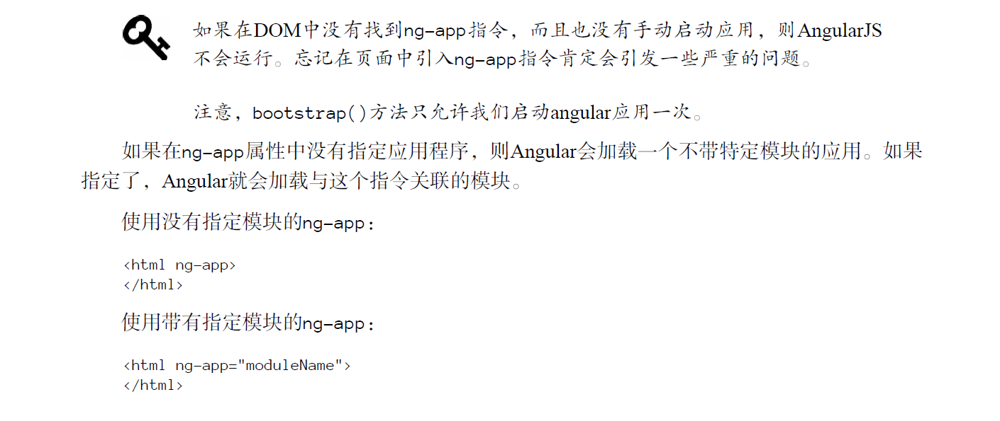 如果在DOM中没有找到ng-app指令，而且也没有手动启动应用，则AngularJS
不会运行。忘记在页面中引入ng-app指令肯定会引发一些严重的问题。
注意，bootstrap()方法只允许我们启动angular应用一次。
如果在ng-app属性中没有指定应用程序，则Angular会加载一个不带特定模块的应用。如果
指定了，Angular就会加载与这个指令关联的模块。
使用没有指定模块的ng-app：
<html ng-app>
</html>
使用带有指定模块的ng-app：
<html ng-app="moduleName">
</html>